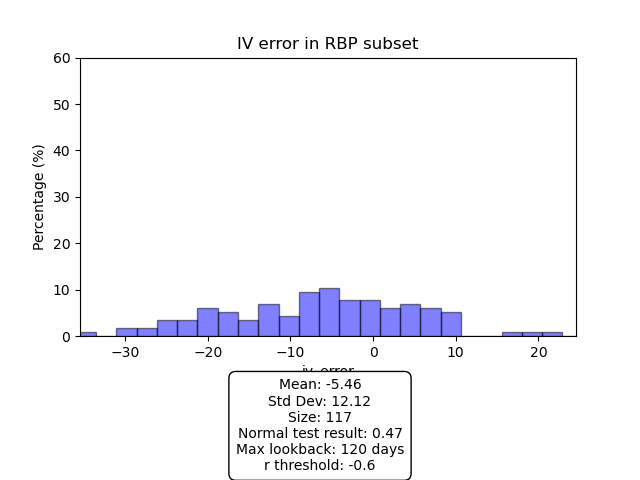 IV error in RBP subset
60
50
40
30
20
10
0
Percentage (%)
−30
−20
−10
0
10
20
iv_error
Mean: -5.46
Std Dev: 12.12
Size: 117
Normal test result: 0.47
Max lookback: 120 days
r threshold: -0.6